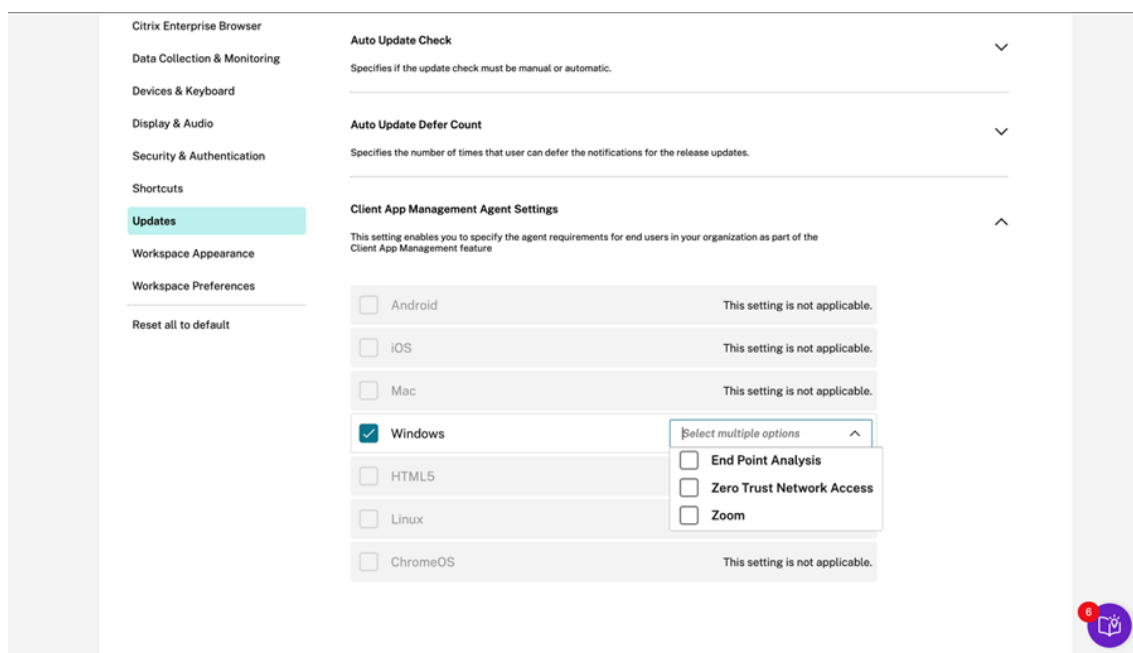 Citrix Enterprise Browser
Data Collection & Monitoring
Devices & Keyboard
Display & Audio
Security & Authentication
Shortcuts
Updates
Workspace Appearance
Workspace Preferences
Reset all to default
Auto Update Check
Specifies if the update check must be manual or automatic.
Auto Update Defer Count
Specifies the number of times that user can defer the notifications for the release updates.
Client App Management Agent Settings
This setting enables you to specify the agent requirements for end users in your organization as part of the
Client App Management feature
Android This setting is not applicable.
iOS This setting is not applicable.
Mac This setting is not applicable.
Windows Select multiple options
End Point Analysis
HTML5
Zero Trust Network Access
Zoom
Linux
ChromeOS This setting is not applicable.
6